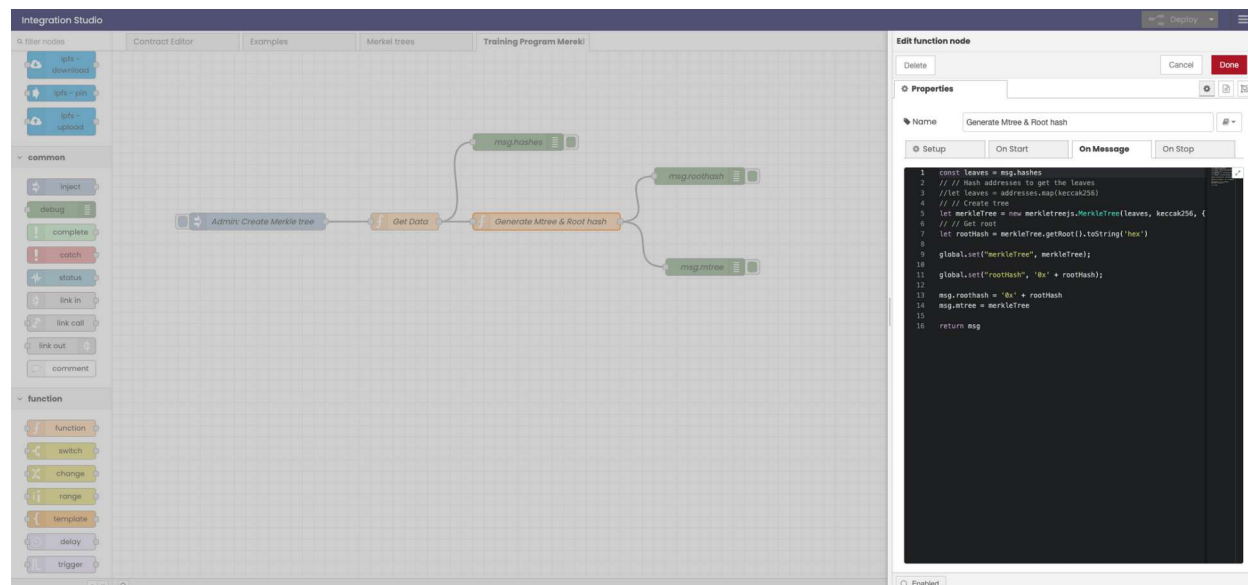 Integration Studio
Deploy
filter nodes
Contract Editor
Examples
Merkel trees
Training Program Merekl
ipfs -
download
ipfs - pin
ipfs -
upload
common
inject
debug
complete
catch
status
link in
link call
link out
comment
function
function
switch
change
range
template
delay
trigger
msg.hashes
msg.roothash
Admin: Create Merkle tree
Get Data
Generate Mtree & Root hash
msg.mtree
Edit function node
Delete
Cancel
Done
Properties
Name
Generate Mtree & Root hash
Setup
On Start
On Message
On Stop
1 const leaves = msg.hashes
2 // // Hash addresses to get the leaves
3 //let leaves = addresses.map(keccak256)
4 // // Create tree
5 let merkleTree = new merkletreejs.MerkleTree(leaves, keccak256, {
6 // // Get root
7 let rootHash = merkleTree.getRoot().toString('hex')
8
9 global.set("merkleTree", merkleTree);
10
11 global.set("rootHash", '0x' + rootHash);
12
13 msg.roothash = '0x' + rootHash
14 msg.mtree = merkleTree
15
16 return msg
Enabled